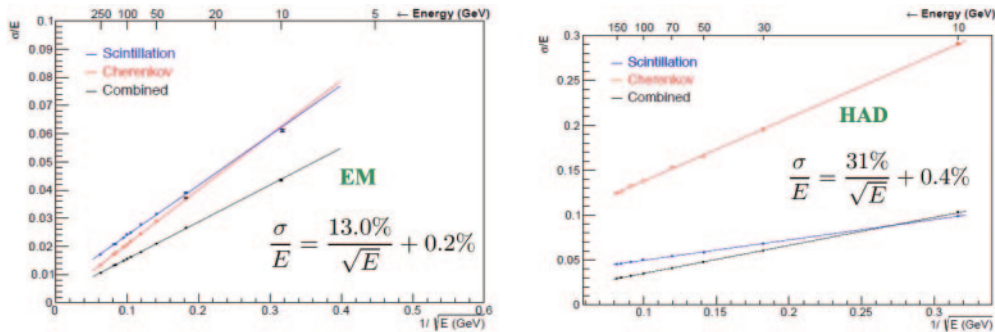 ← Energy (GeV)
250 100 50 20 10 5
σ/E
0.1
0.09
0.08
0.07
0.06
0.05
0.04
0.03
0.02
0.01
0
Scintillation
Cherenkov
Combined
EM
σ/E = 13.0%/√E + 0.2%
0 0.1 0.2 0.3 0.4 0.5 0.6
1/ √E (GeV)
← Energy (GeV)
150 100 70 50 30 10
σ/E
0.3
0.25
0.2
0.15
0.1
0.05
0
Scintillation
Cherenkov
Combined
HAD
σ/E = 31%/√E + 0.4%
0.1 0.2 0.3
1/ √E (GeV)